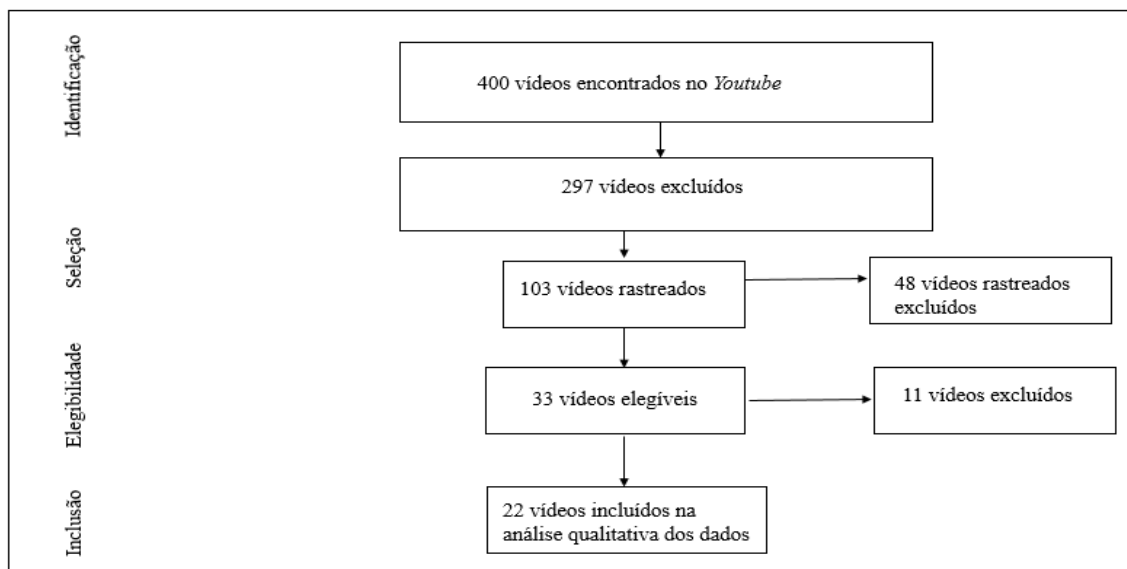 Identificação
400 vídeos encontrados no Youtube
297 vídeos excluídos
Seleção
103 vídeos rastreados
48 vídeos rastreados
excluídos
Elegibilidade
33 vídeos elegíveis
11 vídeos excluídos
Inclusão
22 vídeos incluídos na
análise qualitativa dos dados